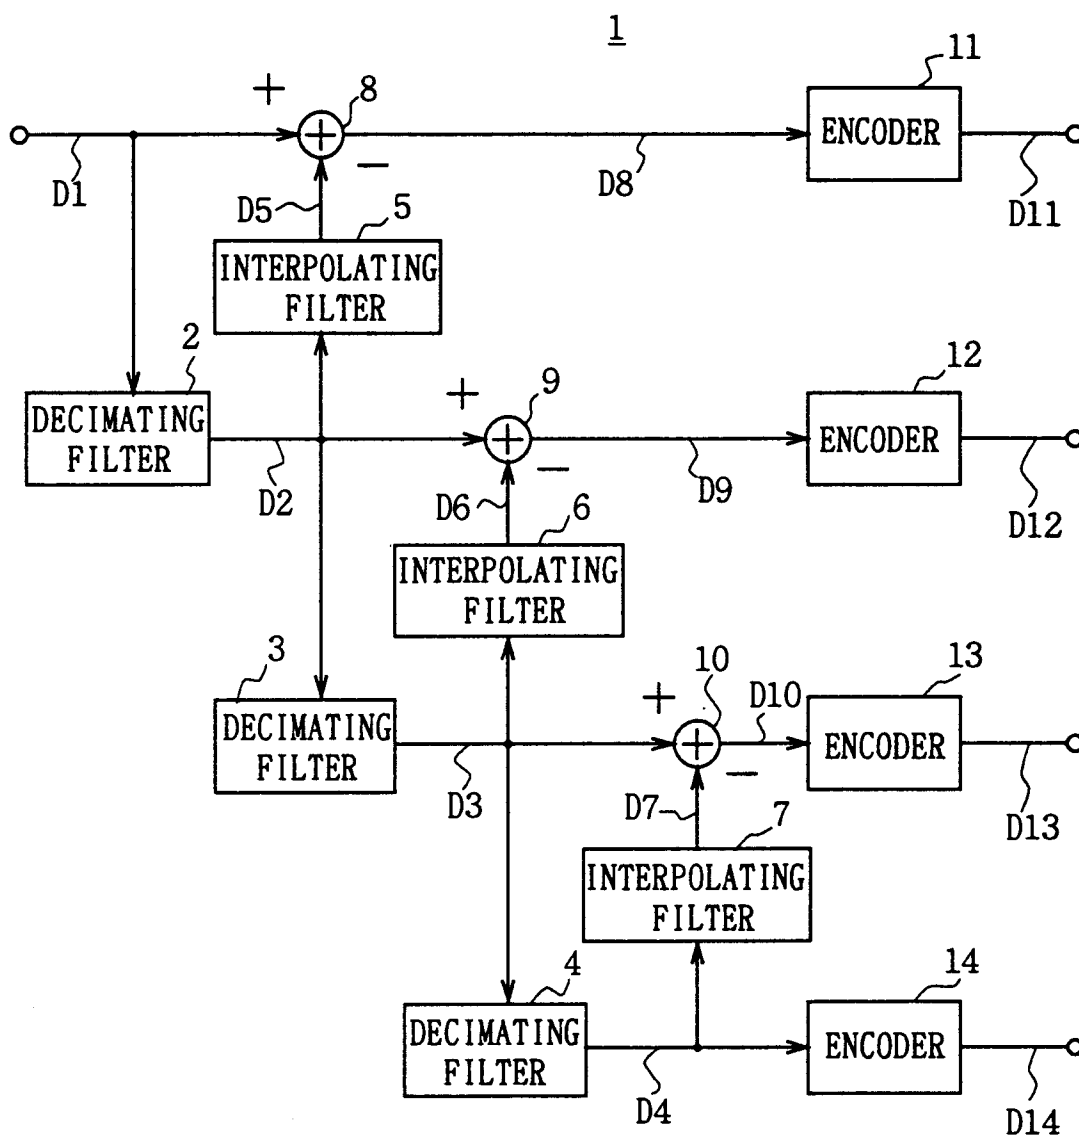 1
11
+
8
ENCODER
D1
−
D8
D11
D5
5
INTERPOLATING
FILTER
2
12
+
9
DECIMATING
FILTER
ENCODER
D2
−
D9
D12
D6
6
INTERPOLATING
FILTER
3
10
13
+
D10
DECIMATING
FILTER
ENCODER
D3
−
D7
7
D13
INTERPOLATING
FILTER
4
14
DECIMATING
FILTER
ENCODER
D4
D14